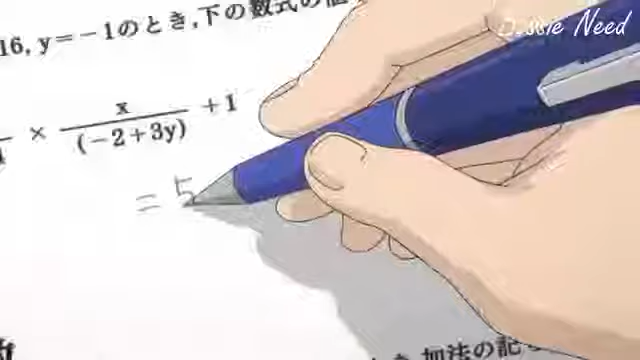 Need
16, y=−1のとき,下の数式の値
× x/(−2+3y) +1
= 5
加法の記